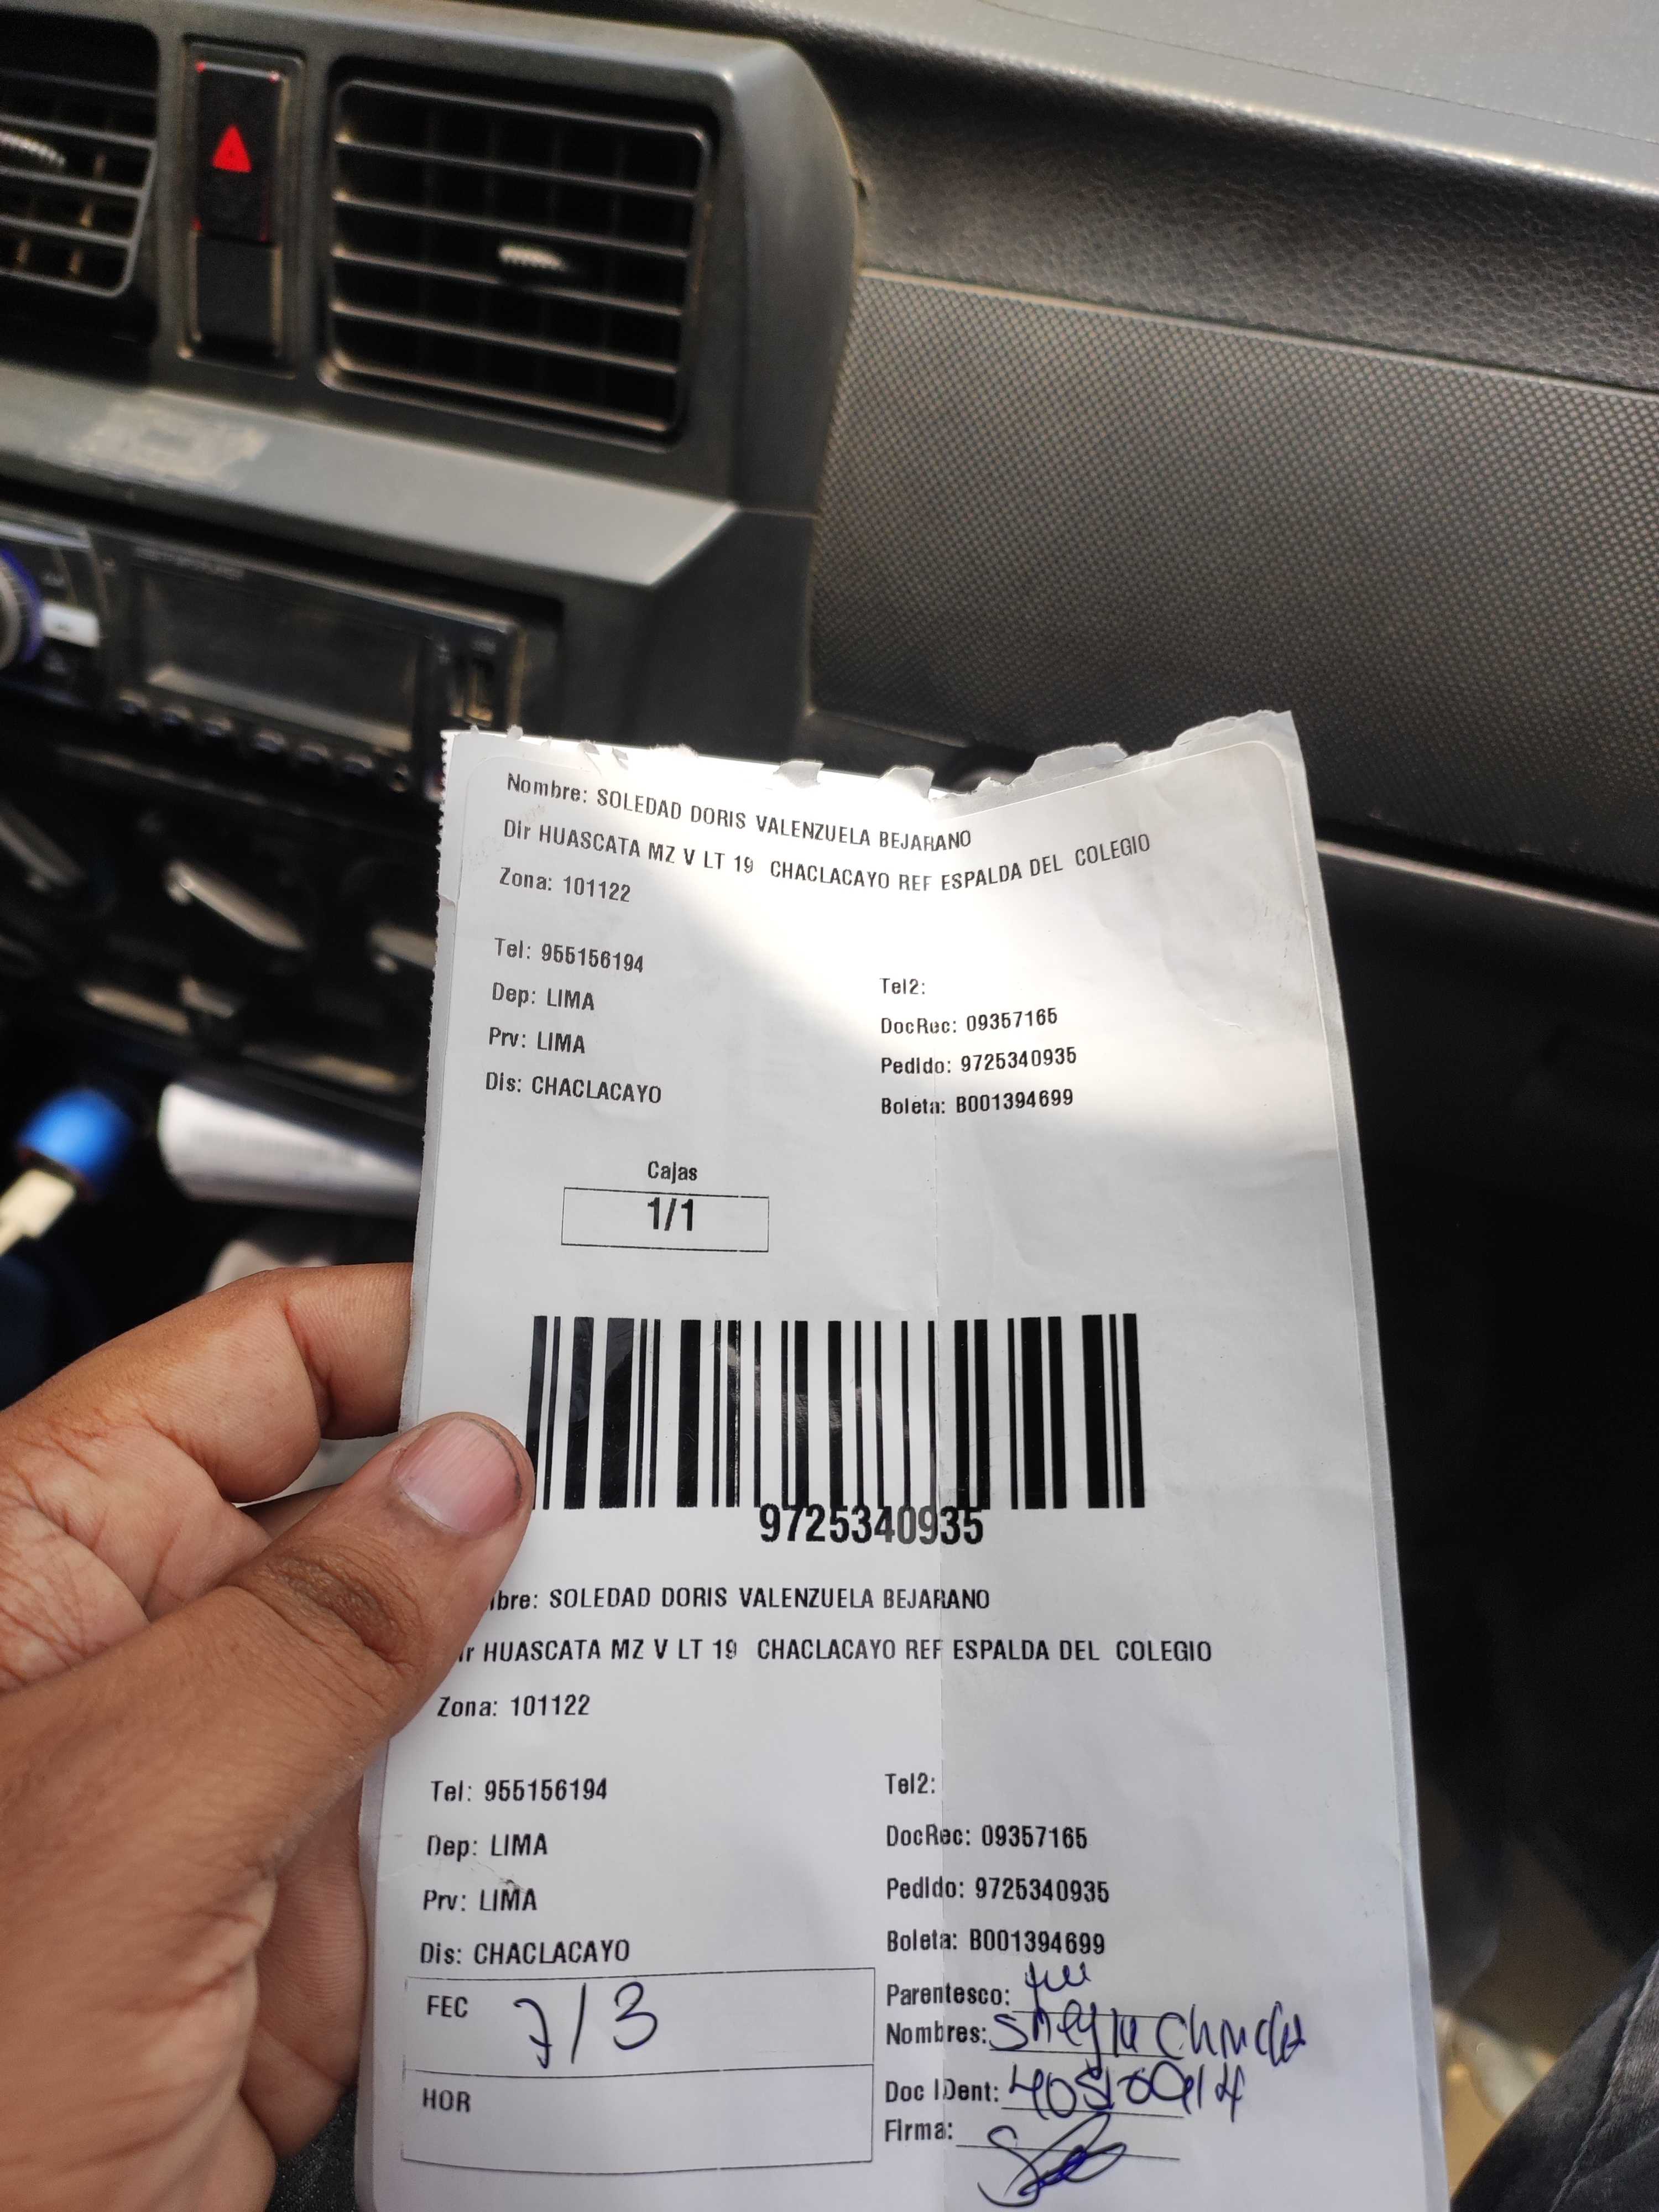 Nombre: SOLEDAD DORIS VALENZUELA BEJARANO
Dir HUASCATA MZ V LT 19 CHACLACAYO REF ESPALDA DEL COLEGIO
Zona: 101122
Tel: 955156194
Tel2:
Dep: LIMA
DocRec: 09357165
Prv: LIMA
Pedido: 9725340935
Dis: CHACLACAYO
Boleta: B001394699
Cajas
1/1
9725340935
bre: SOLEDAD DORIS VALENZUELA BEJARANO
r HUASCATA MZ V LT 19 CHACLACAYO REF ESPALDA DEL COLEGIO
Zona: 101122
Tel: 955156194
Tel2:
Dep: LIMA
DocRec: 09357165
Prv: LIMA
Pedido: 9725340935
Dis: CHACLACAYO
Boleta: B001394699
FEC 7/3
Parentesco:
Nombres:
HOR
Doc IDent:
Firma: